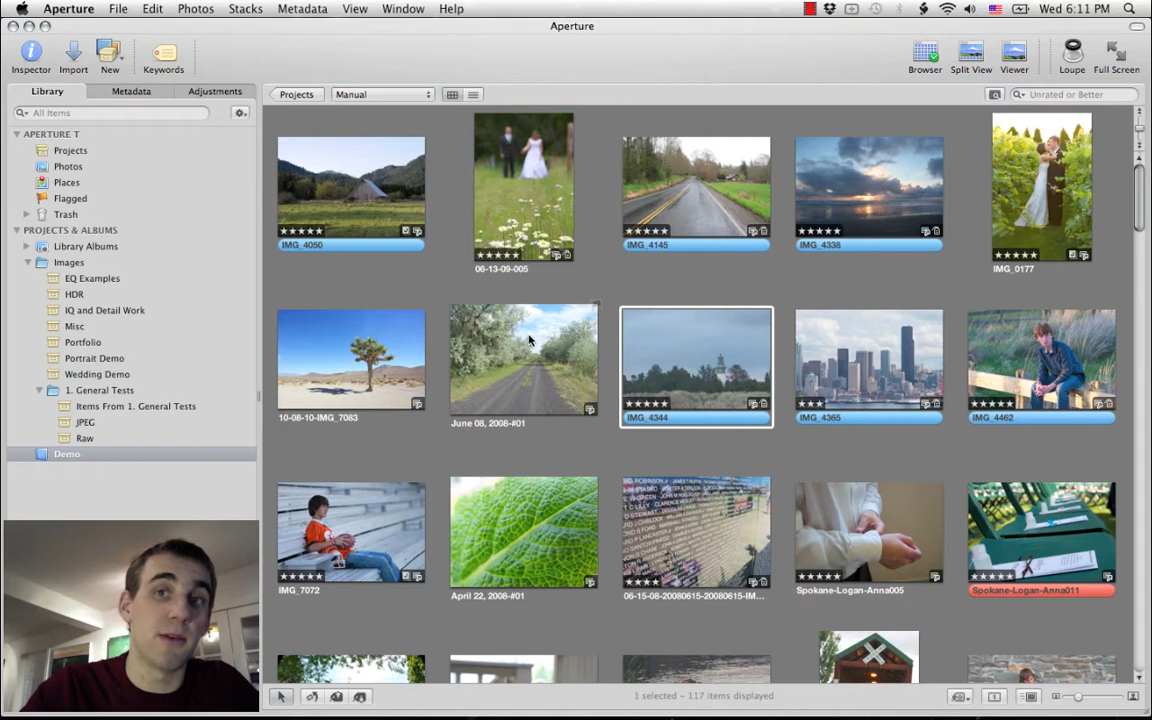 Aperture File Edit Photos Stacks Metadata View Window Help Wed 6:11 PM
Aperture
Inspector Import New Keywords Browser Split View Viewer Loupe Full Screen
Library Metadata Adjustments
Projects Manual Unrated or Better
All Items
APERTURE T
Projects
Photos
Places
Flagged
Trash
PROJECTS & ALBUMS
Library Albums
Images
EQ Examples
HDR
IQ and Detail Work
Misc
Portfolio
Portrait Demo
Wedding Demo
1. General Tests
Items From 1. General Tests
JPEG
Raw
Demo
IMG_4050 06-13-09-005 IMG_4145 IMG_4338 IMG_0177
10-08-10-IMG_7083 June 08, 2008-#01 IMG_4344 IMG_4365 IMG_4462
IMG_7072 April 22, 2008-#01 06-15-08-20080615-20080615-IM... Spokane-Logan-Anna005 Spokane-Logan-Anna011
1 selected – 117 items displayed